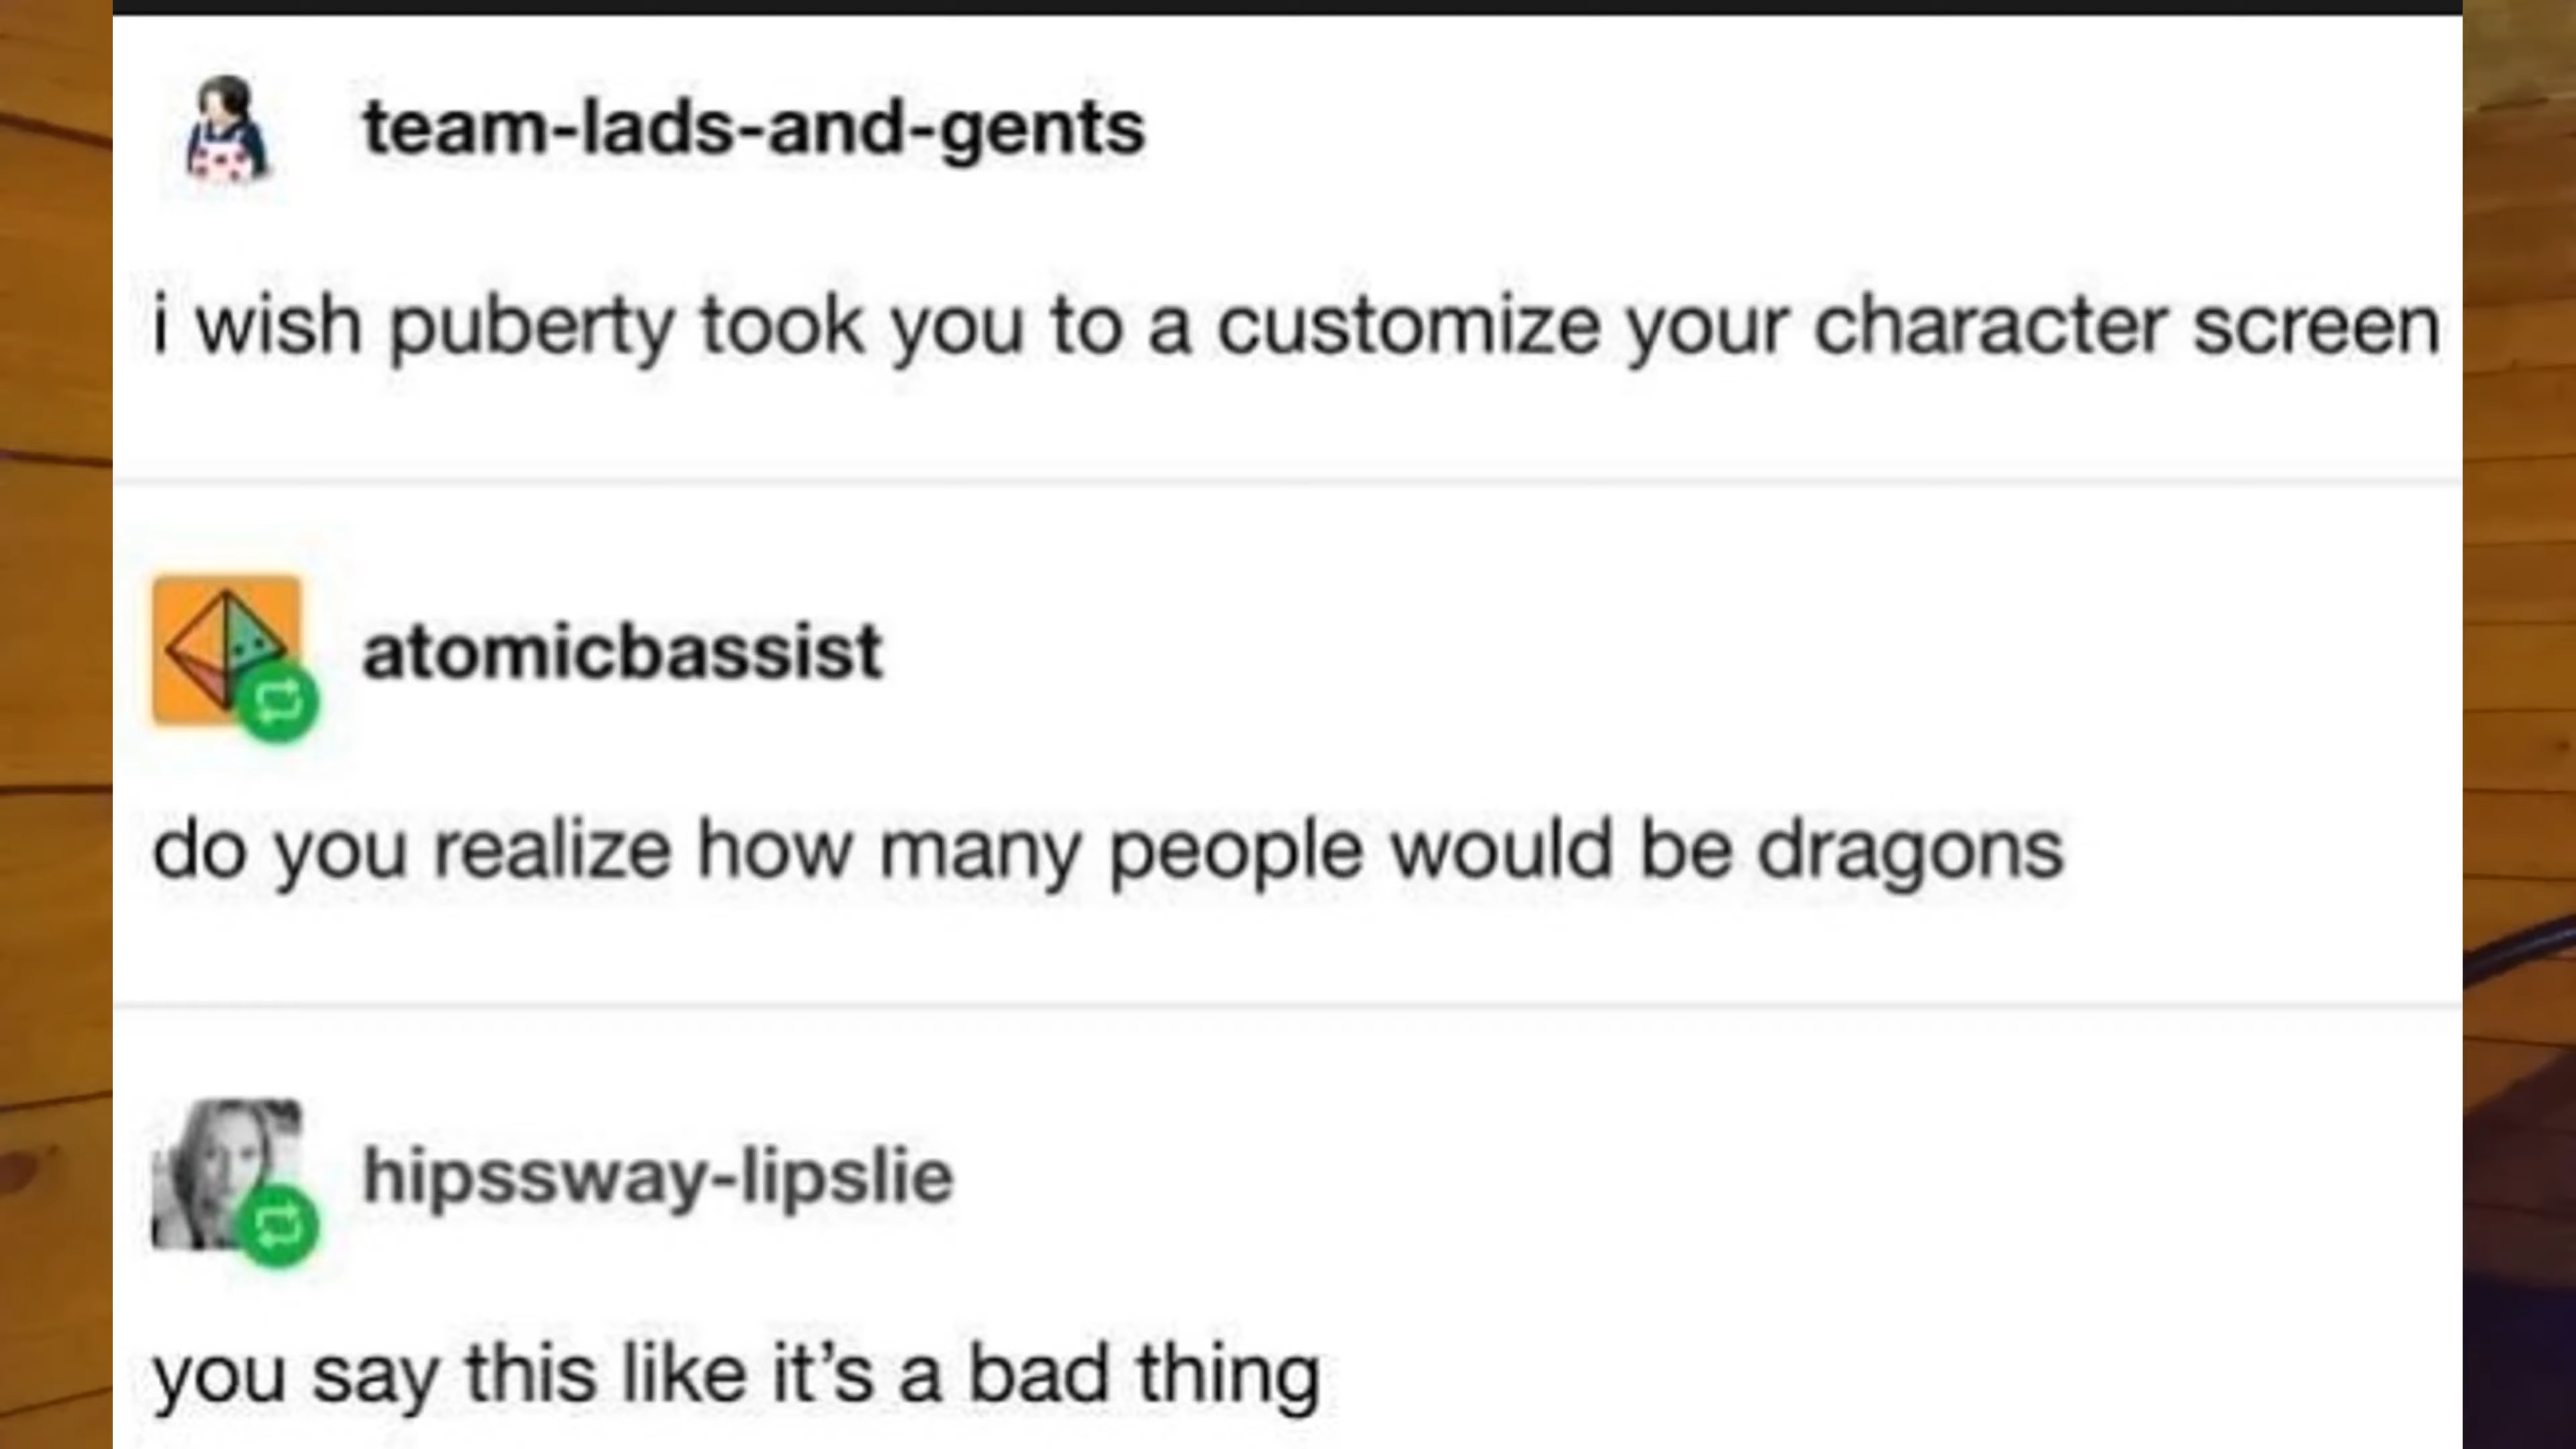 team-lads-and-gents
i wish puberty took you to a customize your character screen
atomicbassist
do you realize how many people would be dragons
hipssway-lipslie
you say this like it’s a bad thing